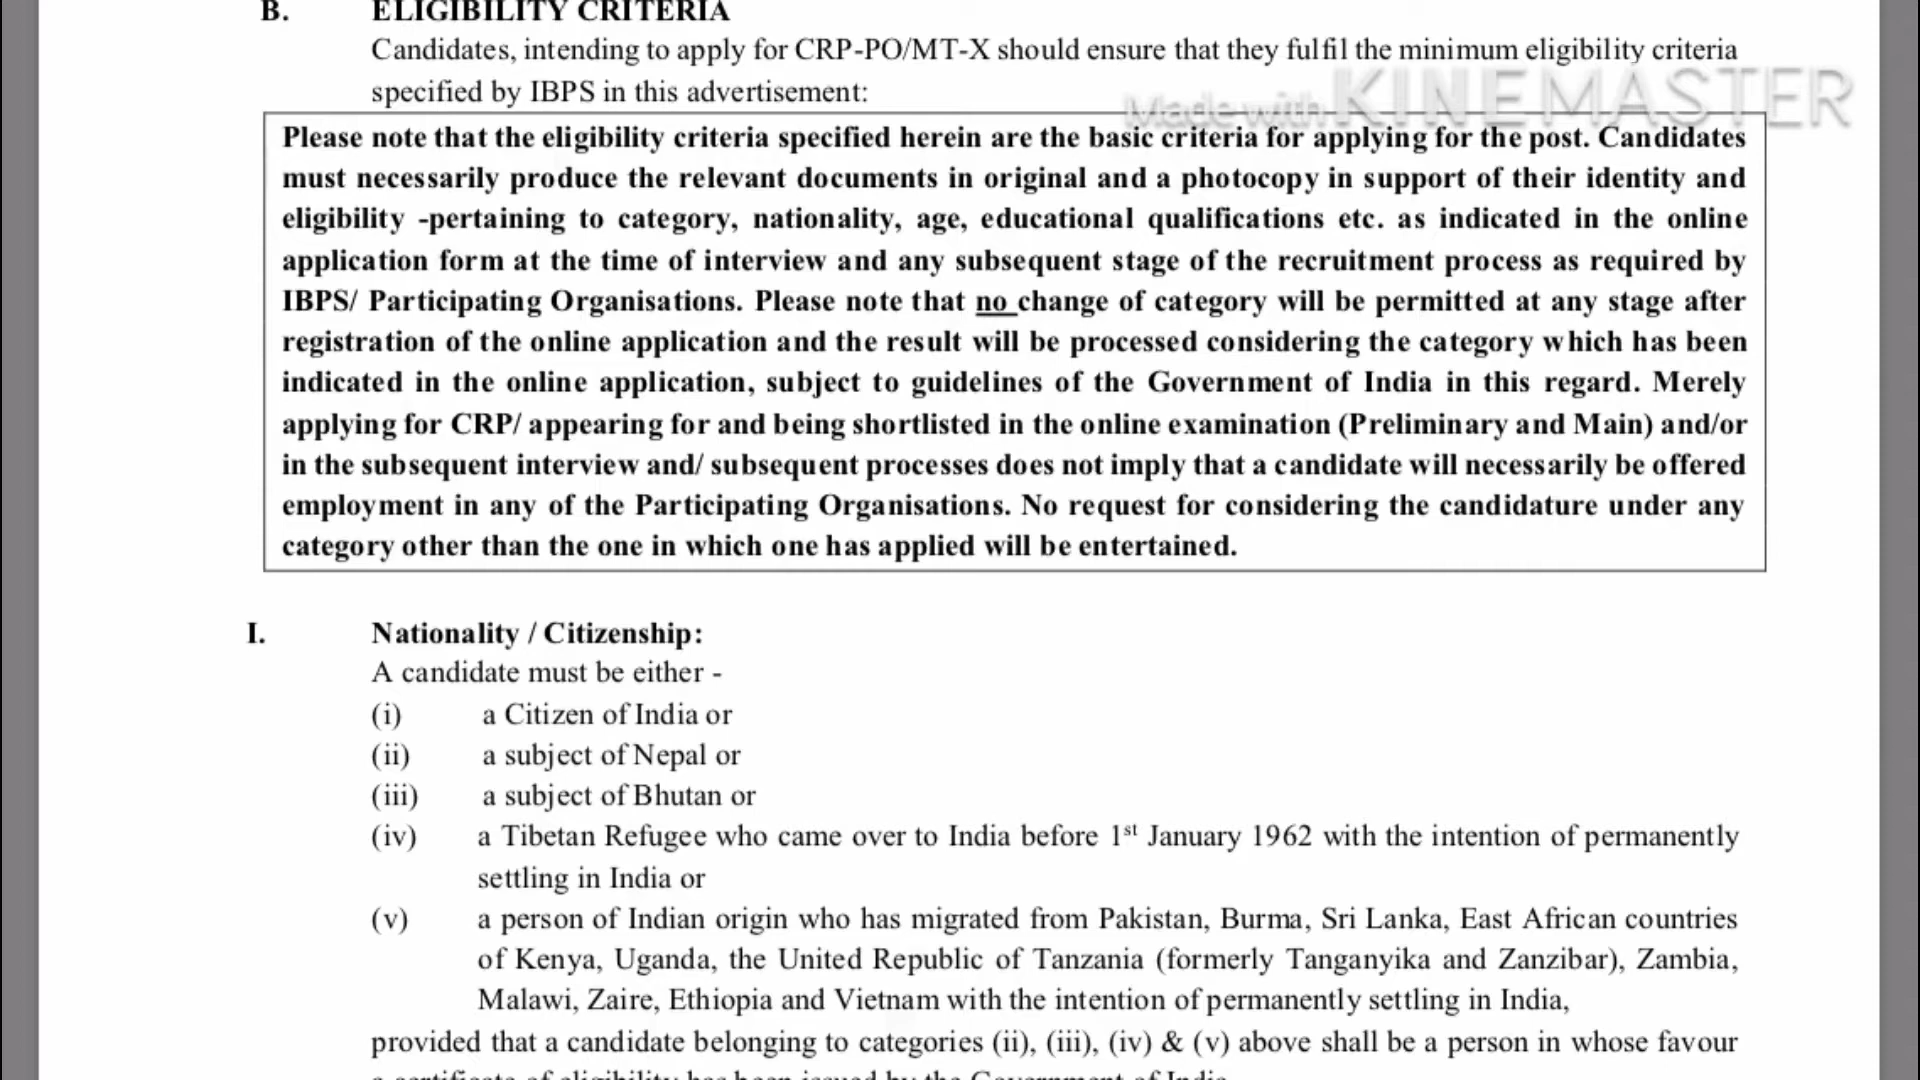 B. ELIGIBILITY CRITERIA
Candidates, intending to apply for CRP-PO/MT-X should ensure that they fulfil the minimum eligibility criteria
specified by IBPS in this advertisement:
Made with KINEMASTER
Please note that the eligibility criteria specified herein are the basic criteria for applying for the post. Candidates
must necessarily produce the relevant documents in original and a photocopy in support of their identity and
eligibility -pertaining to category, nationality, age, educational qualifications etc. as indicated in the online
application form at the time of interview and any subsequent stage of the recruitment process as required by
IBPS/ Participating Organisations. Please note that no change of category will be permitted at any stage after
registration of the online application and the result will be processed considering the category which has been
indicated in the online application, subject to guidelines of the Government of India in this regard. Merely
applying for CRP/ appearing for and being shortlisted in the online examination (Preliminary and Main) and/or
in the subsequent interview and/ subsequent processes does not imply that a candidate will necessarily be offered
employment in any of the Participating Organisations. No request for considering the candidature under any
category other than the one in which one has applied will be entertained.
I. Nationality / Citizenship:
A candidate must be either -
(i) a Citizen of India or
(ii) a subject of Nepal or
(iii) a subject of Bhutan or
(iv) a Tibetan Refugee who came over to India before 1st January 1962 with the intention of permanently
settling in India or
(v) a person of Indian origin who has migrated from Pakistan, Burma, Sri Lanka, East African countries
of Kenya, Uganda, the United Republic of Tanzania (formerly Tanganyika and Zanzibar), Zambia,
Malawi, Zaire, Ethiopia and Vietnam with the intention of permanently settling in India,
provided that a candidate belonging to categories (ii), (iii), (iv) & (v) above shall be a person in whose favour
a certificate of eligibility has been issued by the Government of India